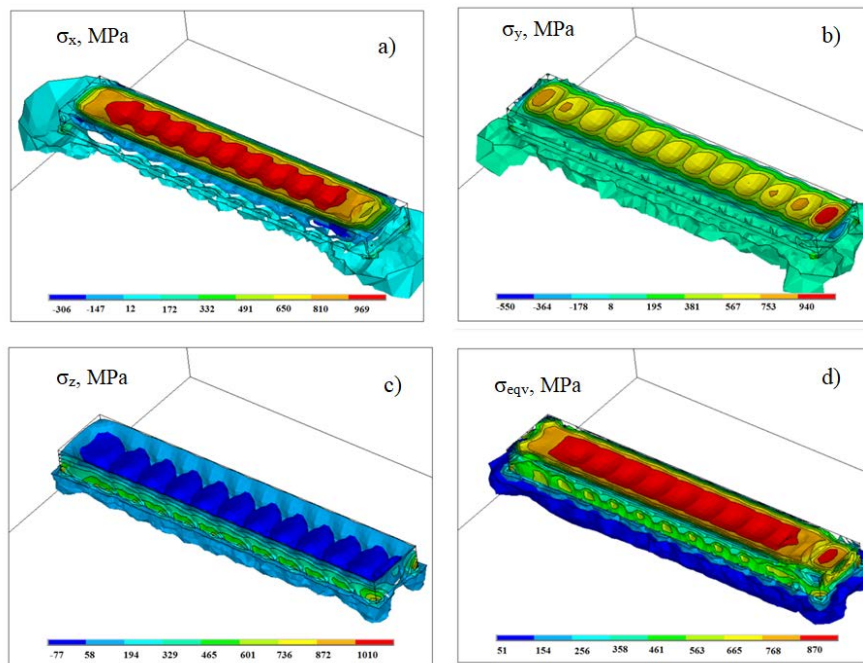 σx, MPa
a)
-306 -147 12 172 332 491 650 810 969
σy, MPa
b)
-550 -364 -178 8 195 381 567 753 940
σz, MPa
c)
-77 58 194 329 465 601 736 872 1010
σeqv, MPa
d)
51 154 256 358 461 563 665 768 870